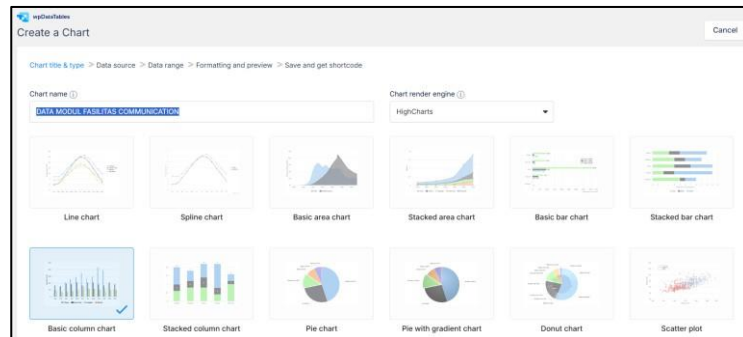 wpDataTables
Create a Chart
Cancel
Chart title & type > Data source > Data range > Formatting and preview > Save and get shortcode
Chart name
Chart render engine
DATA MODUL FASILITAS COMMUNICATION
HighCharts
Line chart
Spline chart
Basic area chart
Stacked area chart
Basic bar chart
Stacked bar chart
Basic column chart
Stacked column chart
Pie chart
Pie with gradient chart
Donut chart
Scatter plot